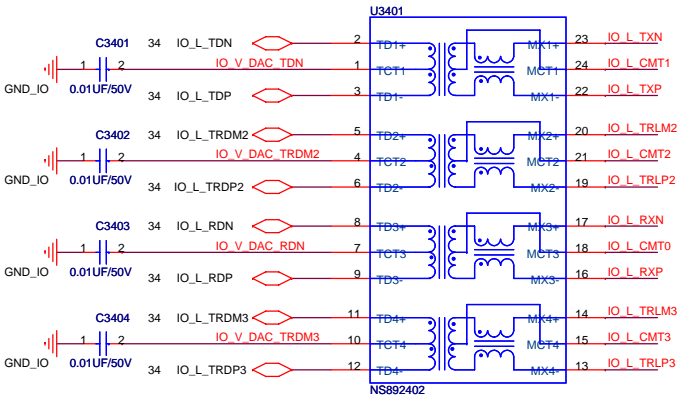 U3401
C3401 34 IO_L_TDN 2 TD1+ MX1+ 23 IO_L_TXN
GND_IO 1 2 IO_V_DAC_TDN 1 TCT1 MCT1 24 IO_L_CMT1
0.01UF/50V 34 IO_L_TDP 3 TD1- MX1- 22 IO_L_TXP
C3402 34 IO_L_TRDM2 5 TD2+ MX2+ 20 IO_L_TRLM2
GND_IO 1 2 IO_V_DAC_TRDM2 4 TCT2 MCT2 21 IO_L_CMT2
0.01UF/50V 34 IO_L_TRDP2 6 TD2- MX2- 19 IO_L_TRLP2
C3403 34 IO_L_RDN 8 TD3+ MX3+ 17 IO_L_RXN
GND_IO 1 2 IO_V_DAC_RDN 7 TCT3 MCT3 18 IO_L_CMT0
0.01UF/50V 34 IO_L_RDP 9 TD3- MX3- 16 IO_L_RXP
C3404 34 IO_L_TRDM3 11 TD4+ MX4+ 14 IO_L_TRLM3
GND_IO 1 2 IO_V_DAC_TRDM3 10 TCT4 MCT4 15 IO_L_CMT3
0.01UF/50V 34 IO_L_TRDP3 12 TD4- MX4- 13 IO_L_TRLP3
NS892402